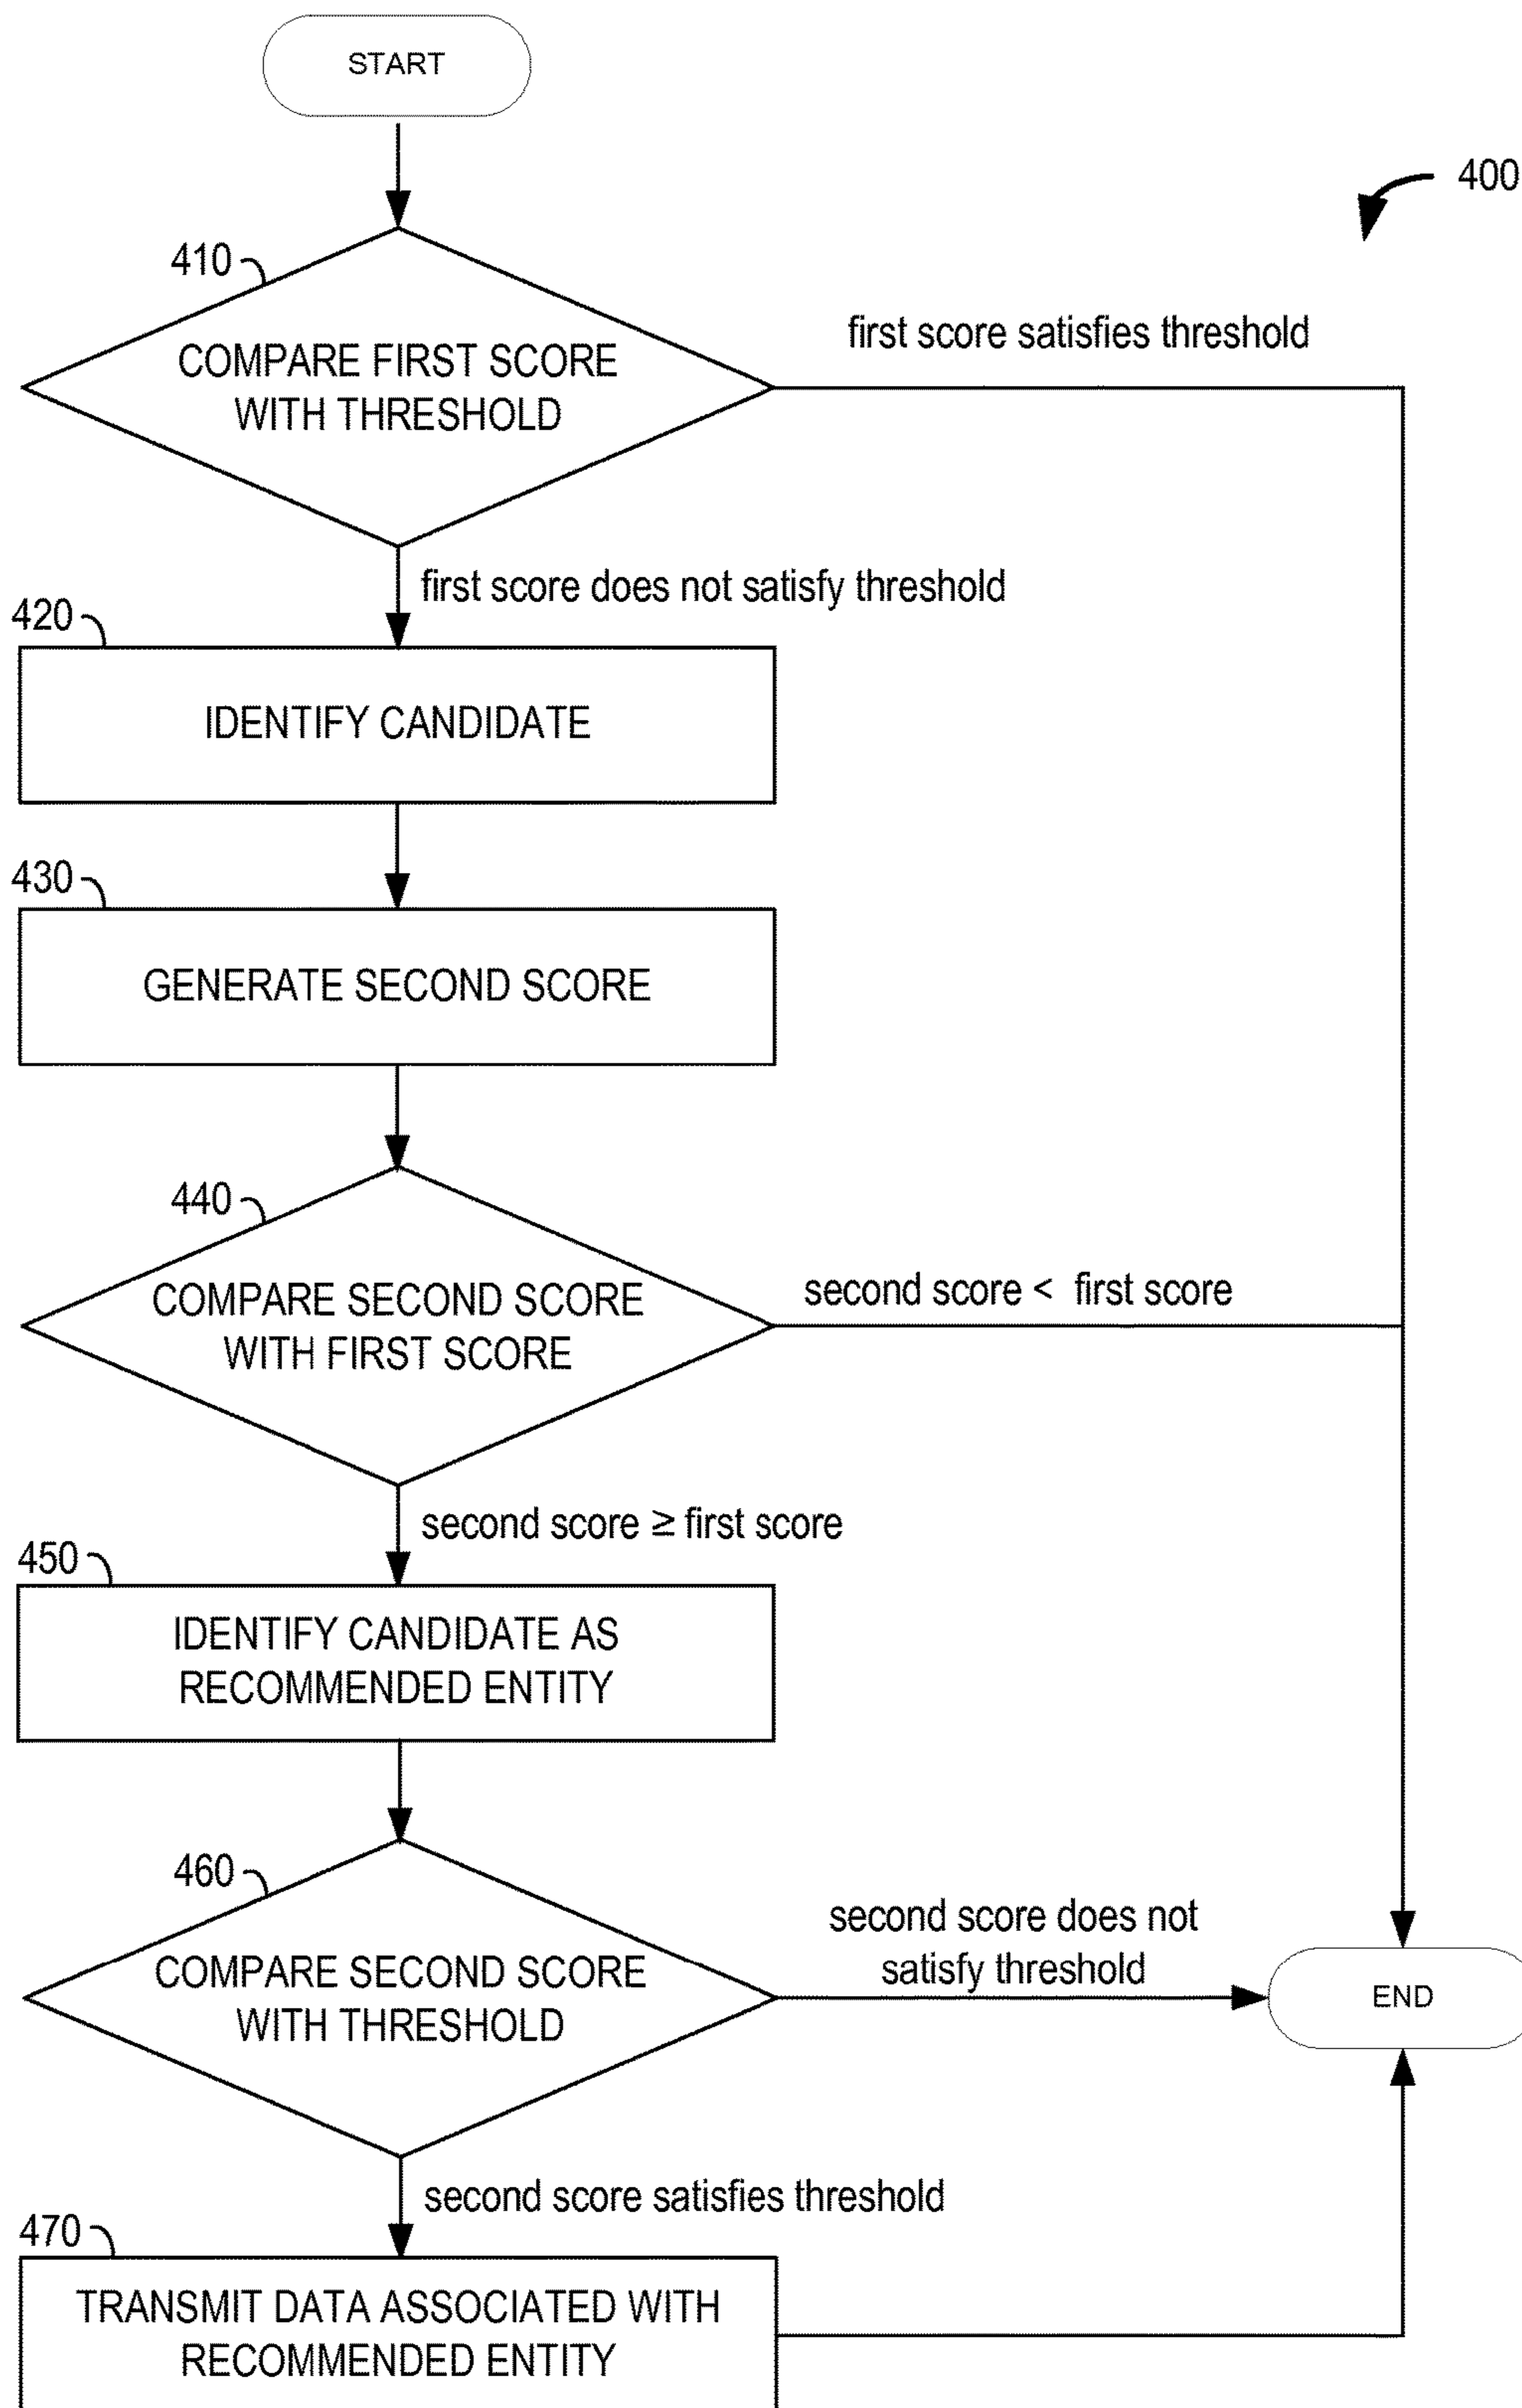 START
400
410
COMPARE FIRST SCORE
WITH THRESHOLD
first score satisfies threshold
first score does not satisfy threshold
420
IDENTIFY CANDIDATE
430
GENERATE SECOND SCORE
440
COMPARE SECOND SCORE
WITH FIRST SCORE
second score < first score
second score ≥ first score
450
IDENTIFY CANDIDATE AS
RECOMMENDED ENTITY
460
COMPARE SECOND SCORE
WITH THRESHOLD
second score does not
satisfy threshold
END
second score satisfies threshold
470
TRANSMIT DATA ASSOCIATED WITH
RECOMMENDED ENTITY